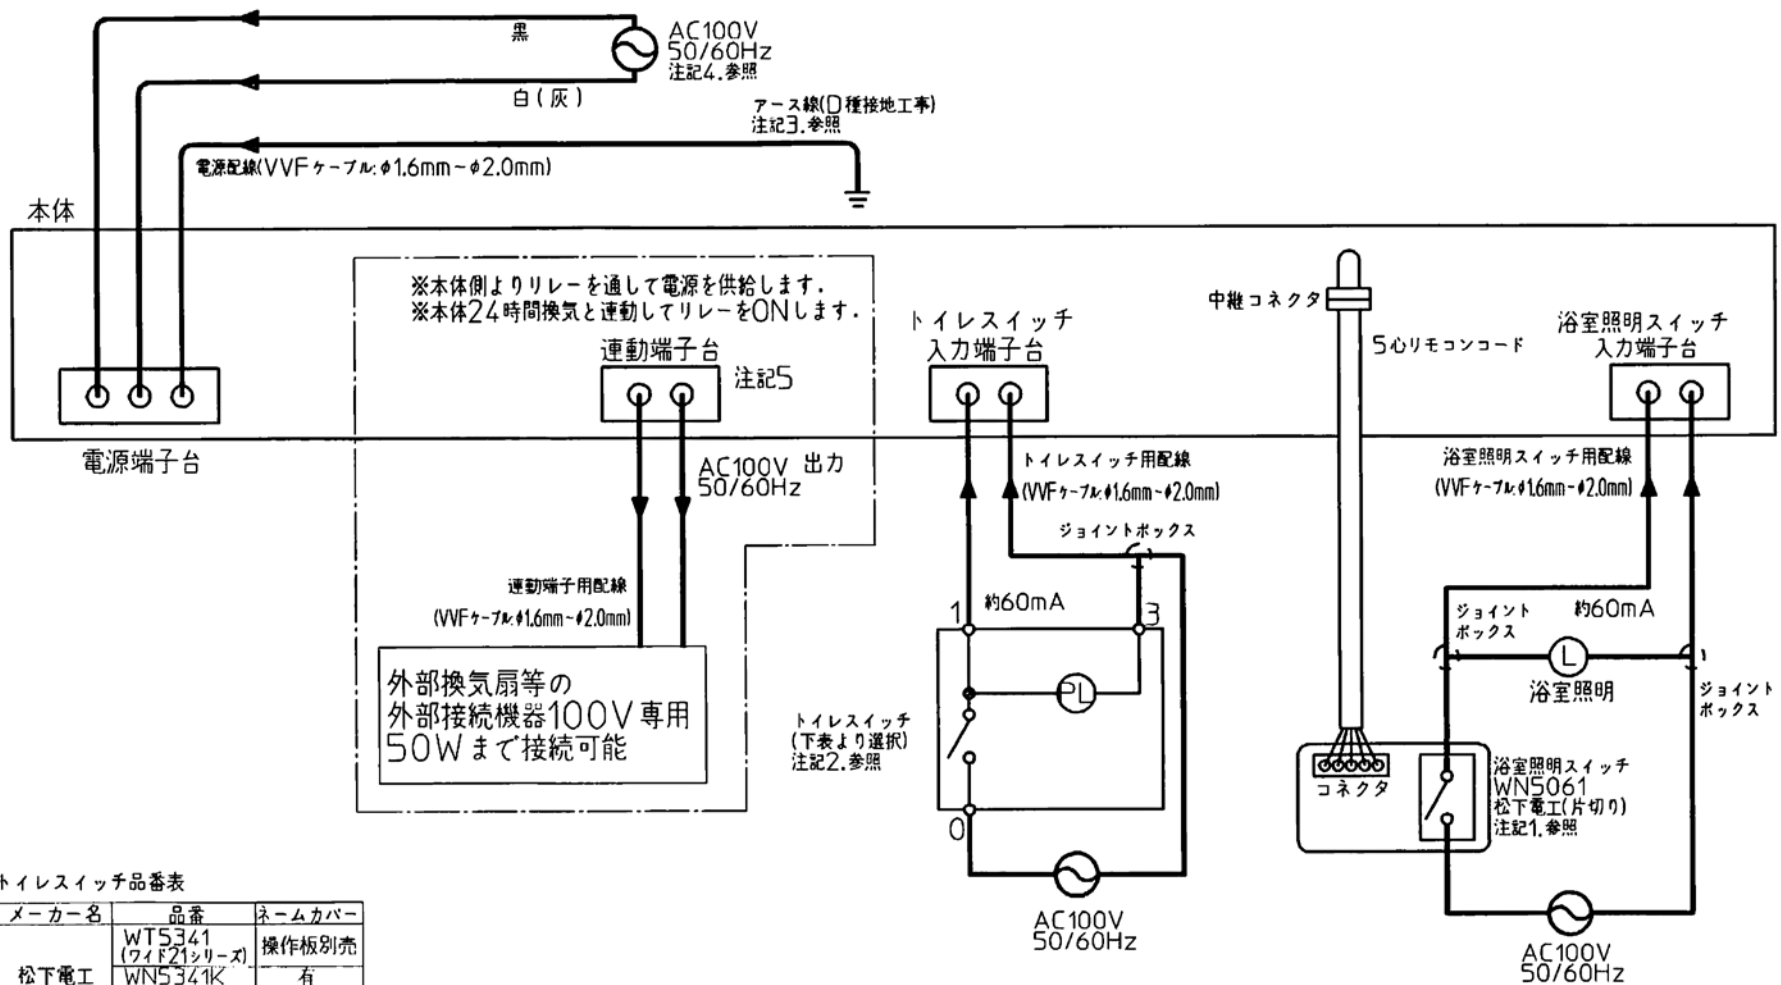 黒
AC100V
50/60Hz
注記4.参照
白(灰)
アース線(D種接地工事)
注記3.参照
電源配線(VVFケーブル:φ1.6mm~φ2.0mm)
本体
※本体側よりリレーを通して電源を供給します.
※本体24時間換気と連動してリレーをONします.
連動端子台
注記5
電源端子台
AC100V 出力
50/60Hz
連動端子用配線
(VVFケーブル:φ1.6mm~φ2.0mm)
外部換気扇等の
外部接続機器100V専用
50Wまで接続可能
トイレスイッチ
入力端子台
トイレスイッチ用配線
(VVFケーブル:φ1.6mm~φ2.0mm)
ジョイントボックス
約60mA
1
3
PL
0
トイレスイッチ
(下表より選択)
注記2.参照
AC100V
50/60Hz
中継コネクタ
5心リモコンコード
コネクタ
浴室照明スイッチ
入力端子台
浴室照明スイッチ用配線
(VVFケーブル:φ1.6mm~φ2.0mm)
ジョイント
ボックス
約60mA
L
浴室照明
ジョイント
ボックス
浴室照明スイッチ
WN5061
松下電工(片切り)
注記1.参照
AC100V
50/60Hz
トイレスイッチ品番表
メーカー名 品番 ネームカバー
松下電工
WT5341
(ワイド21シリーズ)
操作板別売
WN5341K 有